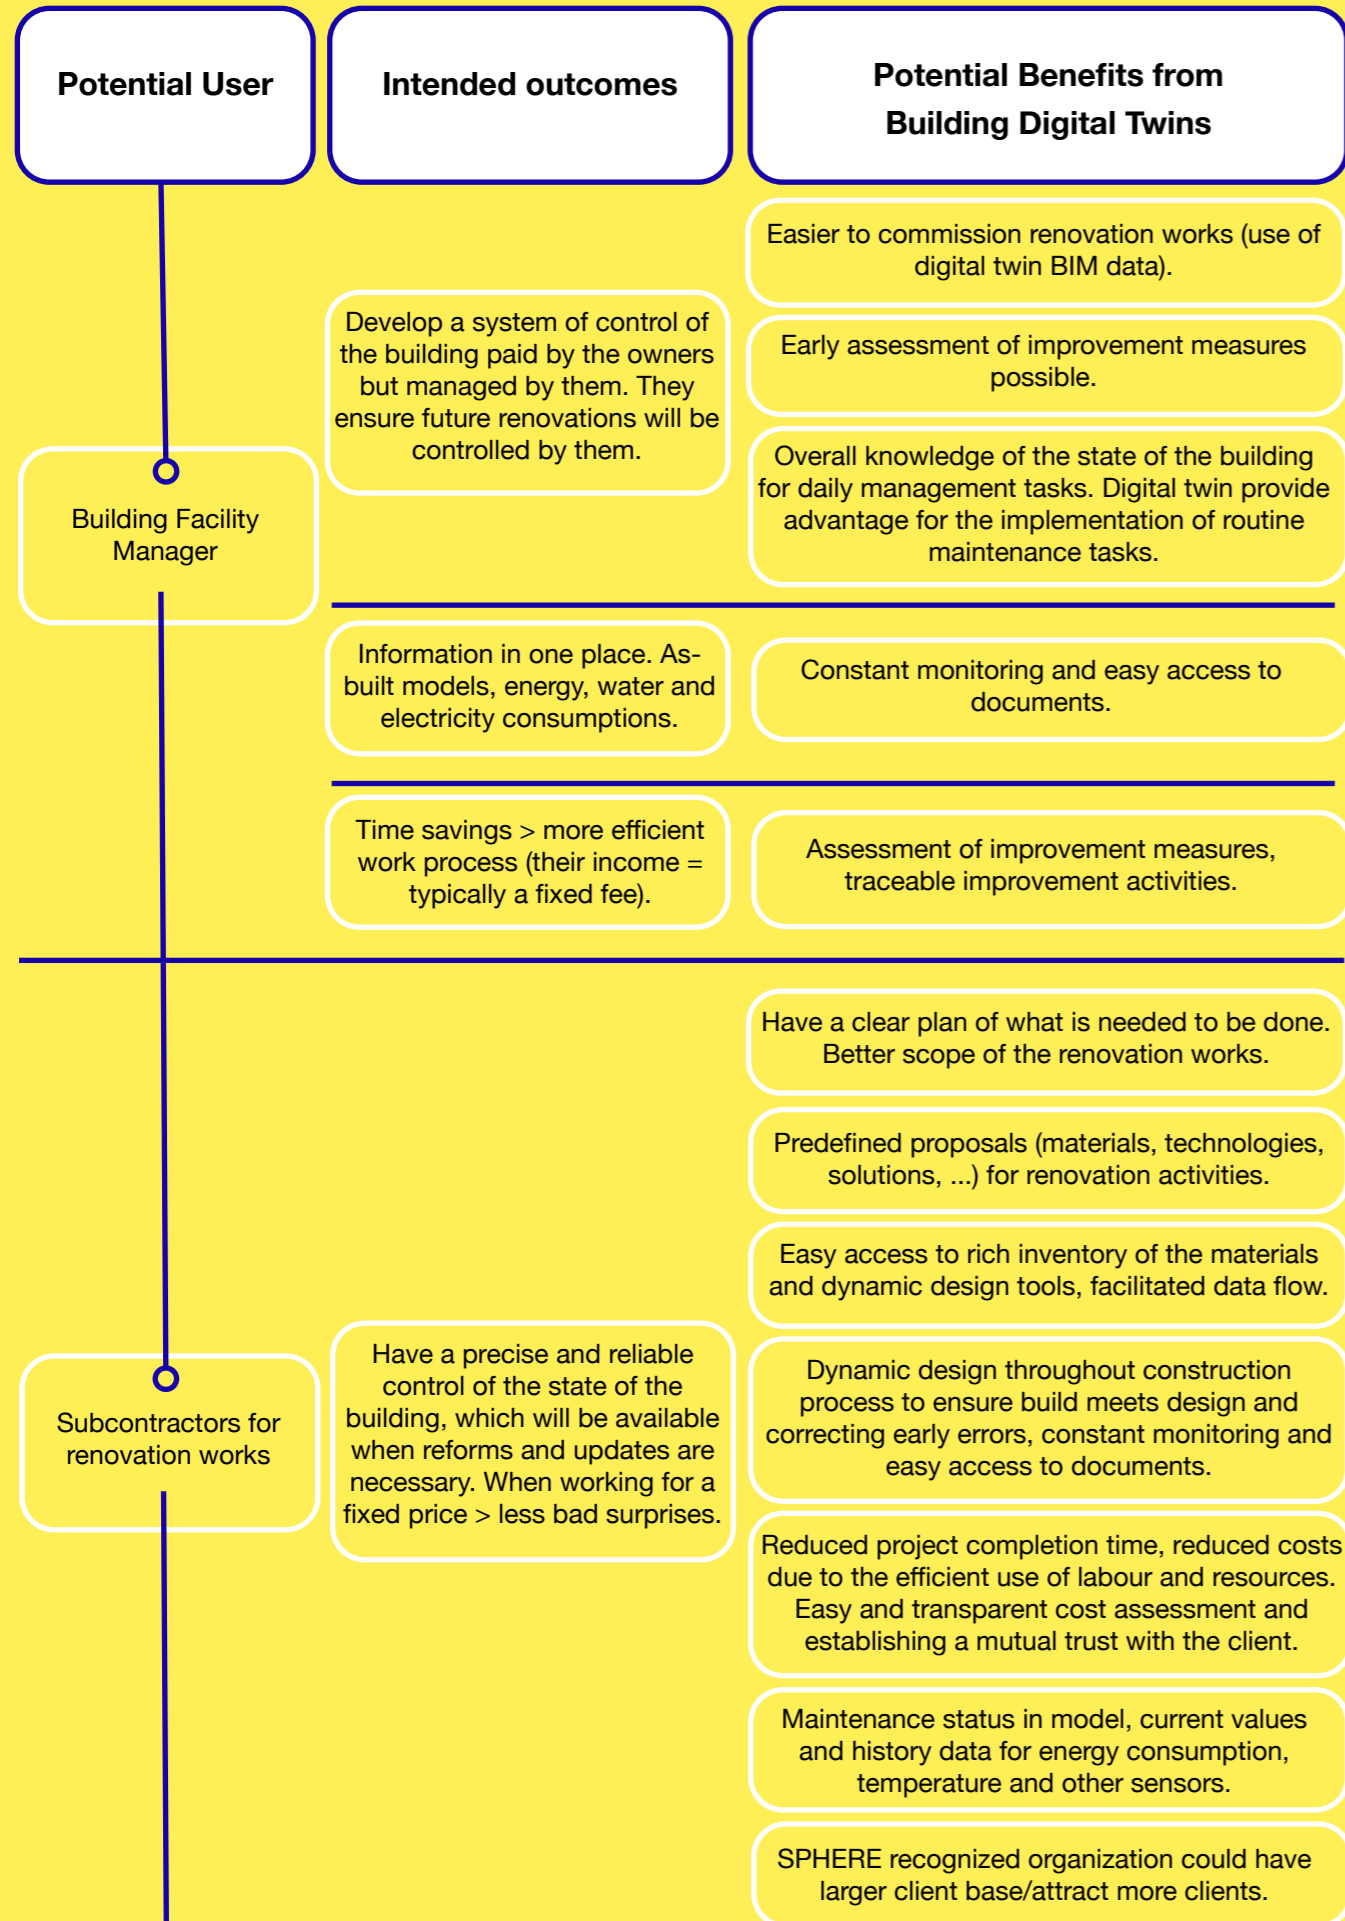 Potential User
Intended outcomes
Potential Benefits from
Building Digital Twins
Building Facility
Manager
Develop a system of control of
the building paid by the owners
but managed by them. They
ensure future renovations will be
controlled by them.
Easier to commission renovation works (use of
digital twin BIM data).
Early assessment of improvement measures
possible.
Overall knowledge of the state of the building
for daily management tasks. Digital twin provide
advantage for the implementation of routine
maintenance tasks.
Information in one place. As-
built models, energy, water and
electricity consumptions.
Constant monitoring and easy access to
documents.
Time savings > more efficient
work process (their income =
typically a fixed fee).
Assessment of improvement measures,
traceable improvement activities.
Subcontractors for
renovation works
Have a precise and reliable
control of the state of the
building, which will be available
when reforms and updates are
necessary. When working for a
fixed price > less bad surprises.
Have a clear plan of what is needed to be done.
Better scope of the renovation works.
Predefined proposals (materials, technologies,
solutions, ...) for renovation activities.
Easy access to rich inventory of the materials
and dynamic design tools, facilitated data flow.
Dynamic design throughout construction
process to ensure build meets design and
correcting early errors, constant monitoring and
easy access to documents.
Reduced project completion time, reduced costs
due to the efficient use of labour and resources.
Easy and transparent cost assessment and
establishing a mutual trust with the client.
Maintenance status in model, current values
and history data for energy consumption,
temperature and other sensors.
SPHERE recognized organization could have
larger client base/attract more clients.